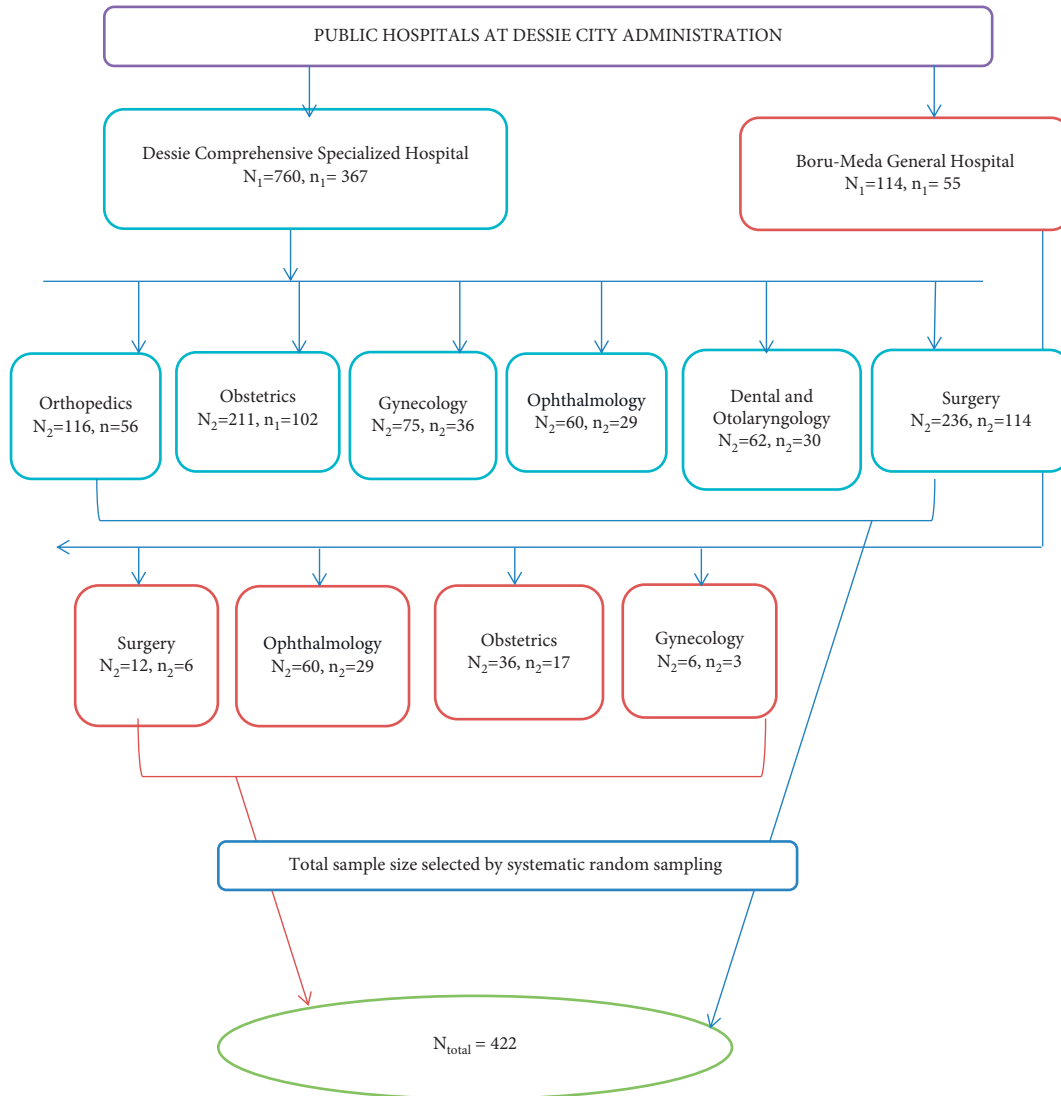 PUBLIC HOSPITALS AT DESSIE CITY ADMINISTRATION
Dessie Comprehensive Specialized Hospital
N₁=760, n₁= 367
Boru-Meda General Hospital
N₁=114, n₁= 55
Orthopedics
N₂=116, n=56
Obstetrics
N₂=211, n₁=102
Gynecology
N₂=75, n₂=36
Ophthalmology
N₂=60, n₂=29
Dental and
Otolaryngology
N₂=62, n₂=30
Surgery
N₂=236, n₂=114
Surgery
N₂=12, n₂=6
Ophthalmology
N₂=60, n₂=29
Obstetrics
N₂=36, n₂=17
Gynecology
N₂=6, n₂=3
Total sample size selected by systematic random sampling
N_total = 422